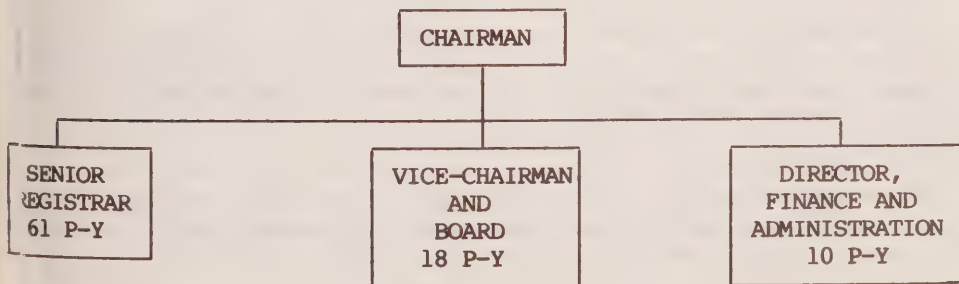 CHAIRMAN
SENIOR
REGISTRAR
61 P-Y
VICE-CHAIRMAN
AND
BOARD
18 P-Y
DIRECTOR,
FINANCE AND
ADMINISTRATION
10 P-Y